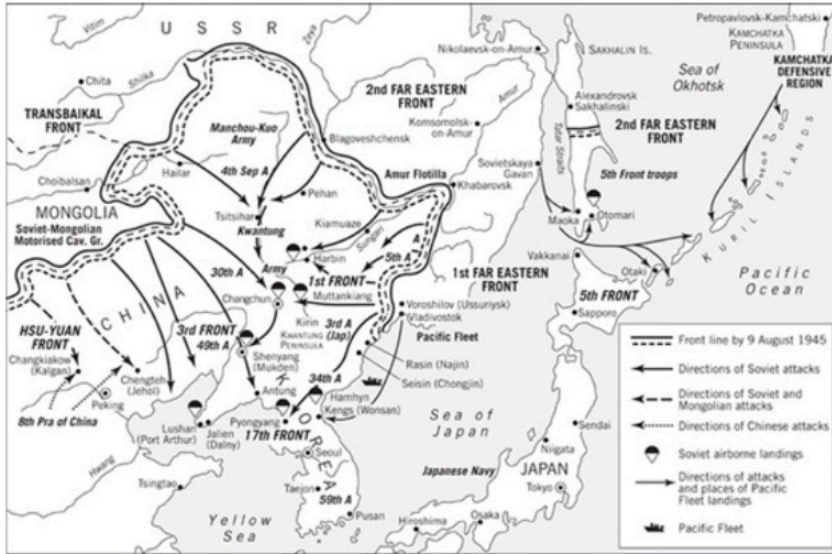 U S S R
Vitim
Zeya
Petropavlovsk-Kamchatski
KAMCHATKA
PENINSULA
Nikolaevsk-on-Amur
SAKHALIN IS.
Sea of
Okhotsk
KAMCHATKA
DEFENSIVE
REGION
Chita
Shilka
TRANSBAIKAL
FRONT
2nd FAR EASTERN
FRONT
Amur
Alexandrovsk
Sakhalinski
Komsomolsk-
on-Amur
2nd FAR EASTERN
FRONT
Manchou-Kuo
Army
Blagoveshchensk
Tatar Straits
Hailar
4th Sep A
Amur Flotilla
Sovietskaya
Gavan
5th Front troops
Choibalsan
Pehan
Khabarovsk
KURIL ISLANDS
MONGOLIA
Soviet-Mongolian
Motorised Cav. Gr.
Tsitsihar
Kiamuaze
Maoka
Otomari
Kwantung
Sungari
A
Harbin
5th A
Vakkanai
30th A
Army
1st FRONT
1st FAR EASTERN
FRONT
Otaki
Pacific
Ocean
CHINA
Changchun
Muttankiang
5th FRONT
Voroshilov (Ussuriysk)
Vladivostok
HSU-YUAN
FRONT
3rd FRONT
49th A
Kirin
KWANTUNG
PENINSULA
3rd A
(Jap)
Sapporo
Pacific Fleet
Changkiakow
(Kalgan)
Shenyang
(Mukden)
Rasin (Najin)
Chengteh
(Jehol)
Seisin (Chongjin)
8th Pra of China
Peking
Antung
34th A
Hamhyn
Kengs (Wonsan)
Lushan
(Port Arthur)
Jalien
(Dalny)
Pyongyang
17th FRONT
KOREA
Sea of
Japan
Sendai
Niigata
Hwang
Seoul
Japanese Navy
JAPAN
Tokyo
Tsingtao
Taejon
59th A
Yellow
Sea
Pusan
Hiroshima
Osaka
Front line by 9 August 1945
Directions of Soviet attacks
Directions of Soviet and
Mongolian attacks
Directions of Chinese attacks
Soviet airborne landings
Directions of attacks
and places of Pacific
Fleet landings
Pacific Fleet